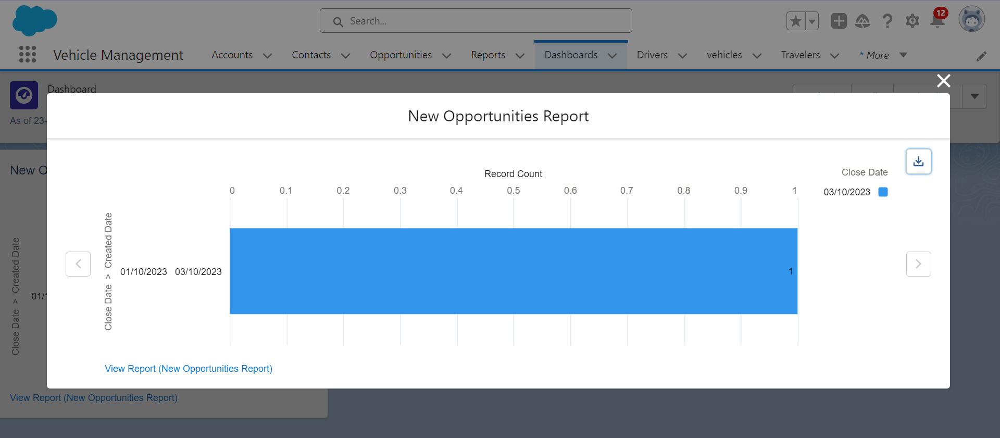 Search...
12
Vehicle Management
Accounts
Contacts
Opportunities
Reports
Dashboards
Drivers
vehicles
Travelers
* More
Dashboard
As of 23-
New O
Close Date > Created Date
01/1
View Report (New Opportunities Report)
New Opportunities Report
Record Count
0 0.1 0.2 0.3 0.4 0.5 0.6 0.7 0.8 0.9 1
Close Date
03/10/2023
Close Date > Created Date
01/10/2023 03/10/2023
1
View Report (New Opportunities Report)